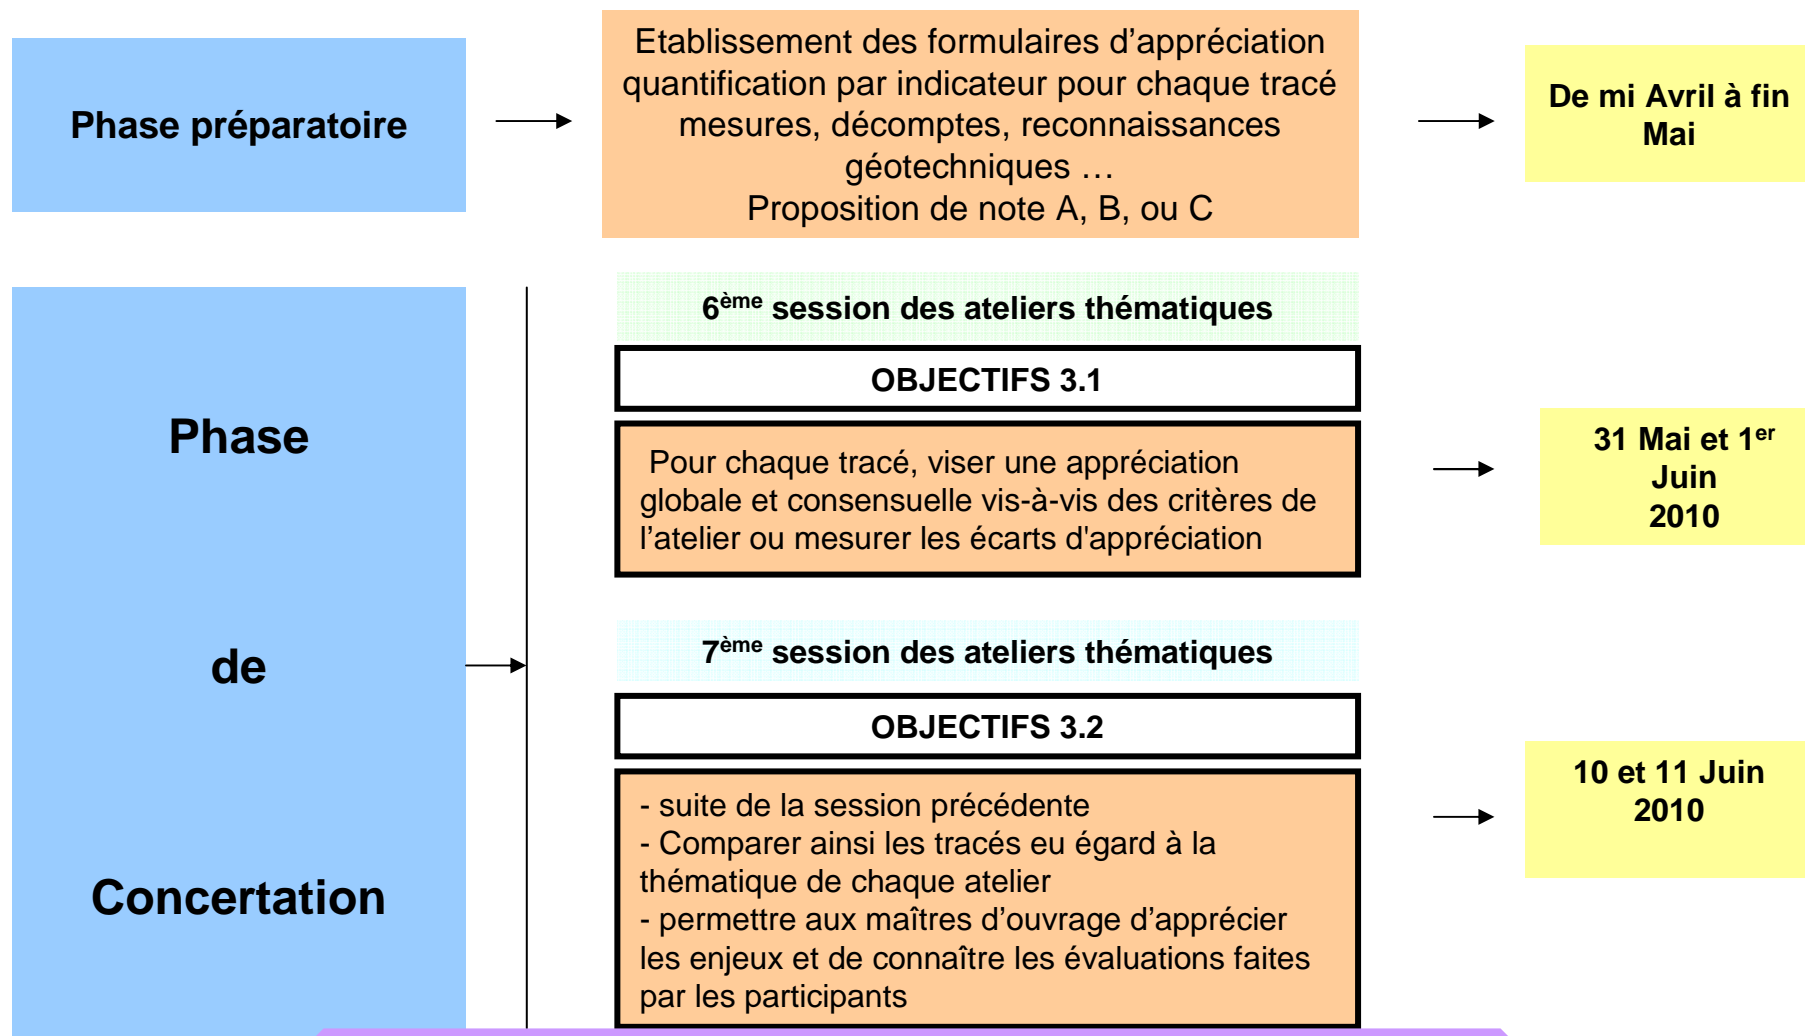 Phase préparatoire
Etablissement des formulaires d’appréciation
quantification par indicateur pour chaque tracé
mesures, décomptes, reconnaissances
géotechniques …
Proposition de note A, B, ou C
De mi Avril à fin
Mai
Phase
de
Concertation
6ème session des ateliers thématiques
OBJECTIFS 3.1
Pour chaque tracé, viser une appréciation
globale et consensuelle vis-à-vis des critères de
l’atelier ou mesurer les écarts d'appréciation
31 Mai et 1er
Juin
2010
7ème session des ateliers thématiques
OBJECTIFS 3.2
- suite de la session précédente
- Comparer ainsi les tracés eu égard à la
thématique de chaque atelier
- permettre aux maîtres d’ouvrage d’apprécier
les enjeux et de connaître les évaluations faites
par les participants
10 et 11 Juin
2010